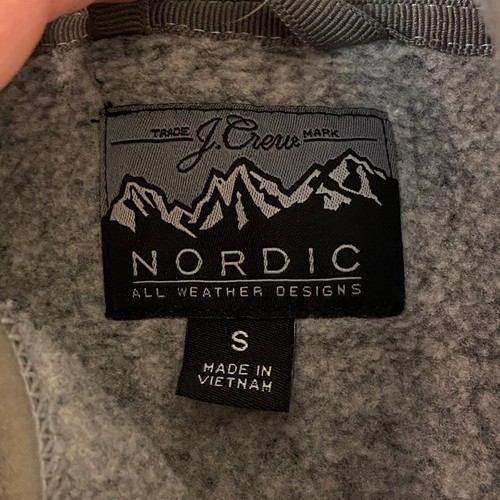 TRADE J.Crew MARK
NORDIC
ALL WEATHER DESIGNS
S
MADE IN
VIETNAM